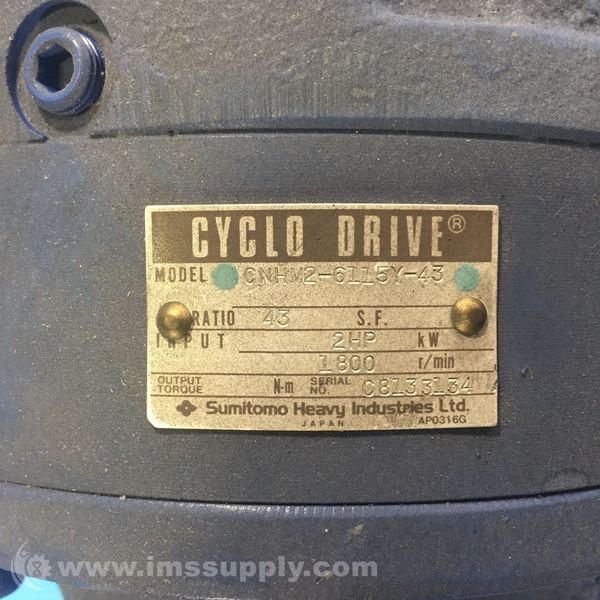 CYCLO DRIVE®
MODEL CNHM2-6115Y-43
RATIO 43 S.F.
INPUT 2HP kW
1800 r/min
OUTPUT TORQUE N·m SERIAL NO. C8133134
Sumitomo Heavy Industries Ltd.
JAPAN AP0316G
www.imssupply.com